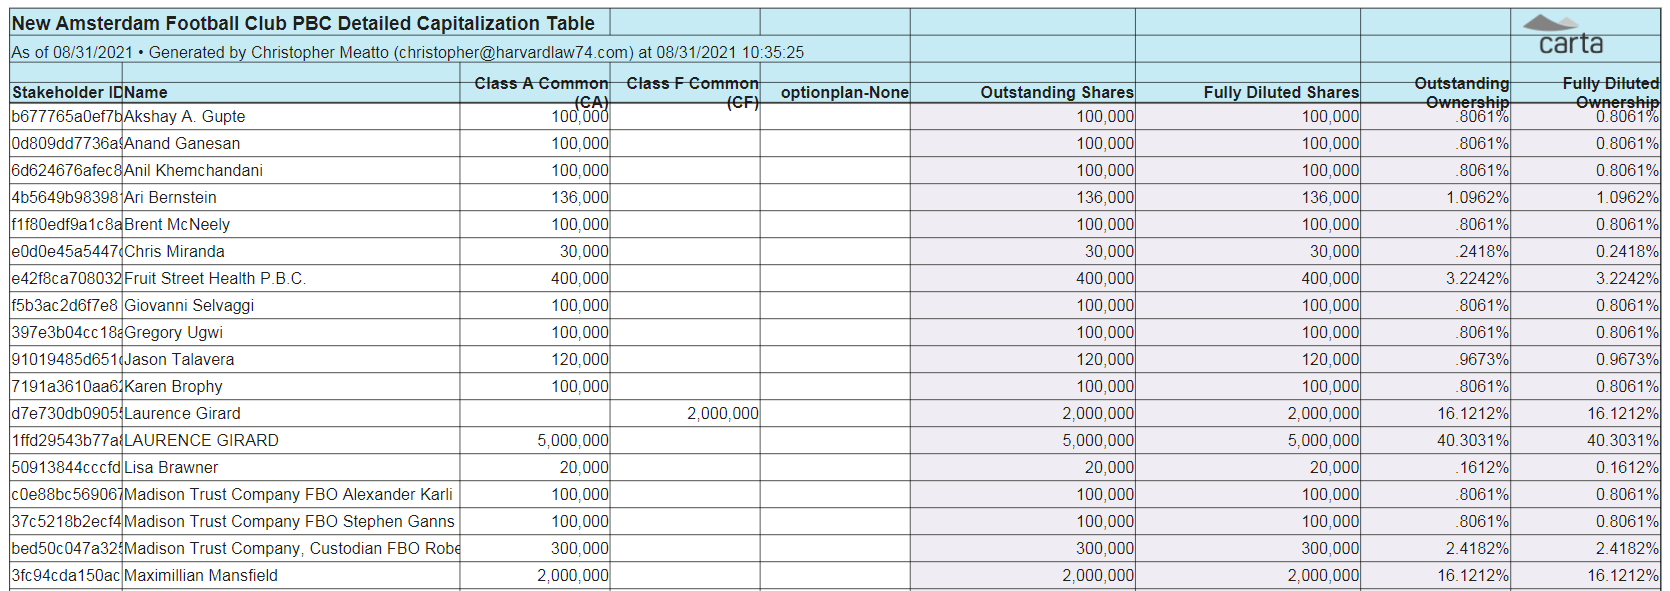 New Amsterdam Football Club PBC Detailed Capitalization Table
carta
As of 08/31/2021 • Generated by Christopher Meatto (christopher@harvardlaw74.com) at 08/31/2021 10:35:25
Stakeholder ID Name Class A Common (CA) Class F Common (CF) optionplan-None Outstanding Shares Fully Diluted Shares Outstanding Ownership Fully Diluted Ownership
b677765a0ef7b Akshay A. Gupte 100,000 100,000 100,000 .8061% 0.8061%
0d809dd7736a Anand Ganesan 100,000 100,000 100,000 .8061% 0.8061%
6d624676afec8 Anil Khemchandani 100,000 100,000 100,000 .8061% 0.8061%
4b5649b98398 Ari Bernstein 136,000 136,000 136,000 1.0962% 1.0962%
f1f80edf9a1c8a Brent McNeely 100,000 100,000 100,000 .8061% 0.8061%
e0d0e45a5447 Chris Miranda 30,000 30,000 30,000 .2418% 0.2418%
e42f8ca708032 Fruit Street Health P.B.C. 400,000 400,000 400,000 3.2242% 3.2242%
f5b3ac2d6f7e8 Giovanni Selvaggi 100,000 100,000 100,000 .8061% 0.8061%
397e3b04cc18 Gregory Ugwi 100,000 100,000 100,000 .8061% 0.8061%
91019485d651 Jason Talavera 120,000 120,000 120,000 .9673% 0.9673%
7191a3610aa6 Karen Brophy 100,000 100,000 100,000 .8061% 0.8061%
d7e730db0905 Laurence Girard 2,000,000 2,000,000 2,000,000 16.1212% 16.1212%
1ffd29543b77a LAURENCE GIRARD 5,000,000 5,000,000 5,000,000 40.3031% 40.3031%
50913844cccfd Lisa Brawner 20,000 20,000 20,000 .1612% 0.1612%
c0e88bc569067 Madison Trust Company FBO Alexander Karli 100,000 100,000 100,000 .8061% 0.8061%
37c5218b2ecf4 Madison Trust Company FBO Stephen Ganns 100,000 100,000 100,000 .8061% 0.8061%
bed50c047a32 Madison Trust Company, Custodian FBO Robe 300,000 300,000 300,000 2.4182% 2.4182%
3fc94cda150ac Maximillian Mansfield 2,000,000 2,000,000 2,000,000 16.1212% 16.1212%